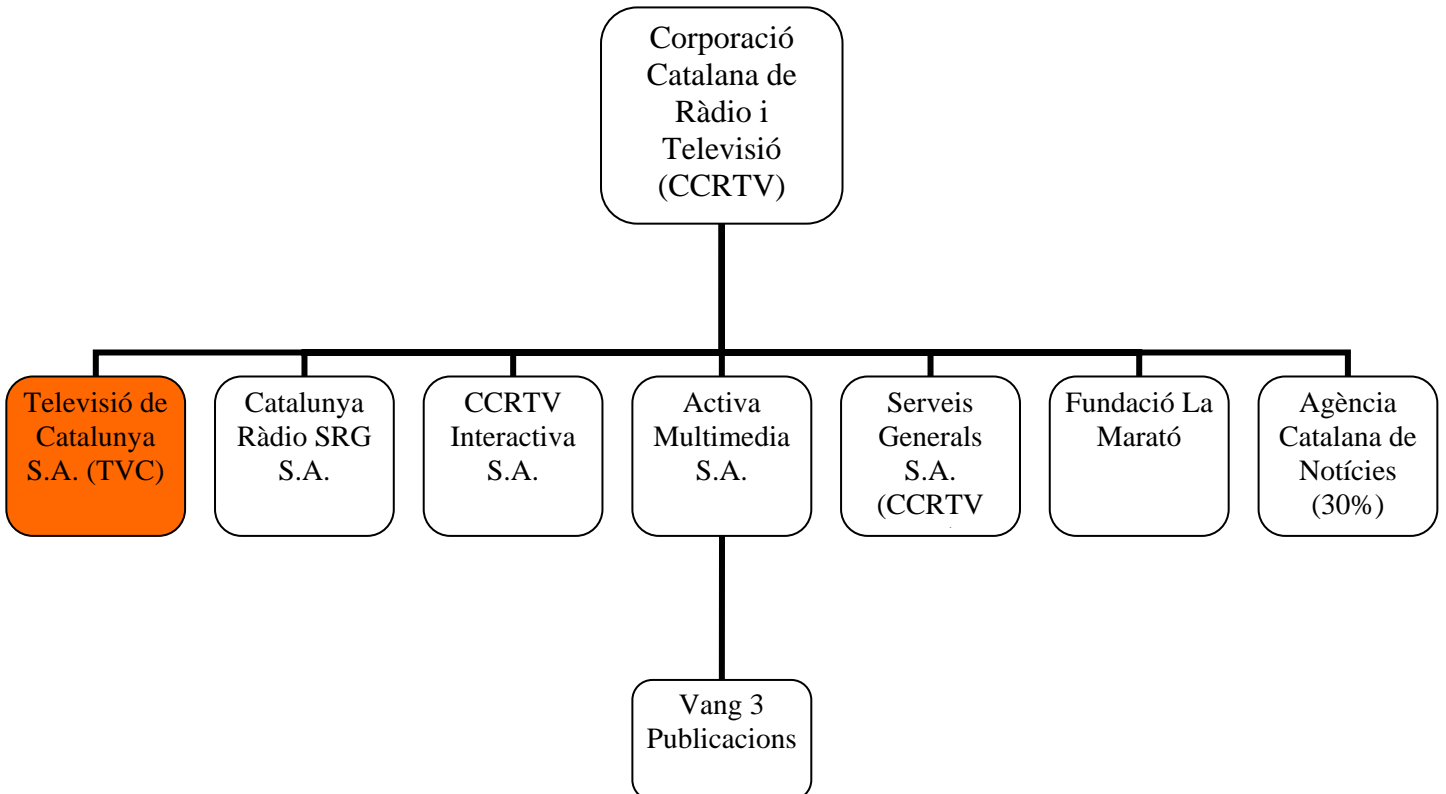 Corporació
Catalana de
Ràdio i
Televisió
(CCRTV)
Televisió de
Catalunya
S.A. (TVC)
Catalunya
Ràdio SRG
S.A.
CCRTV
Interactiva
S.A.
Activa
Multimedia
S.A.
Serveis
Generals
S.A.
(CCRTV
Fundació La
Marató
Agència
Catalana de
Notícies
(30%)
Vang 3
Publicacions